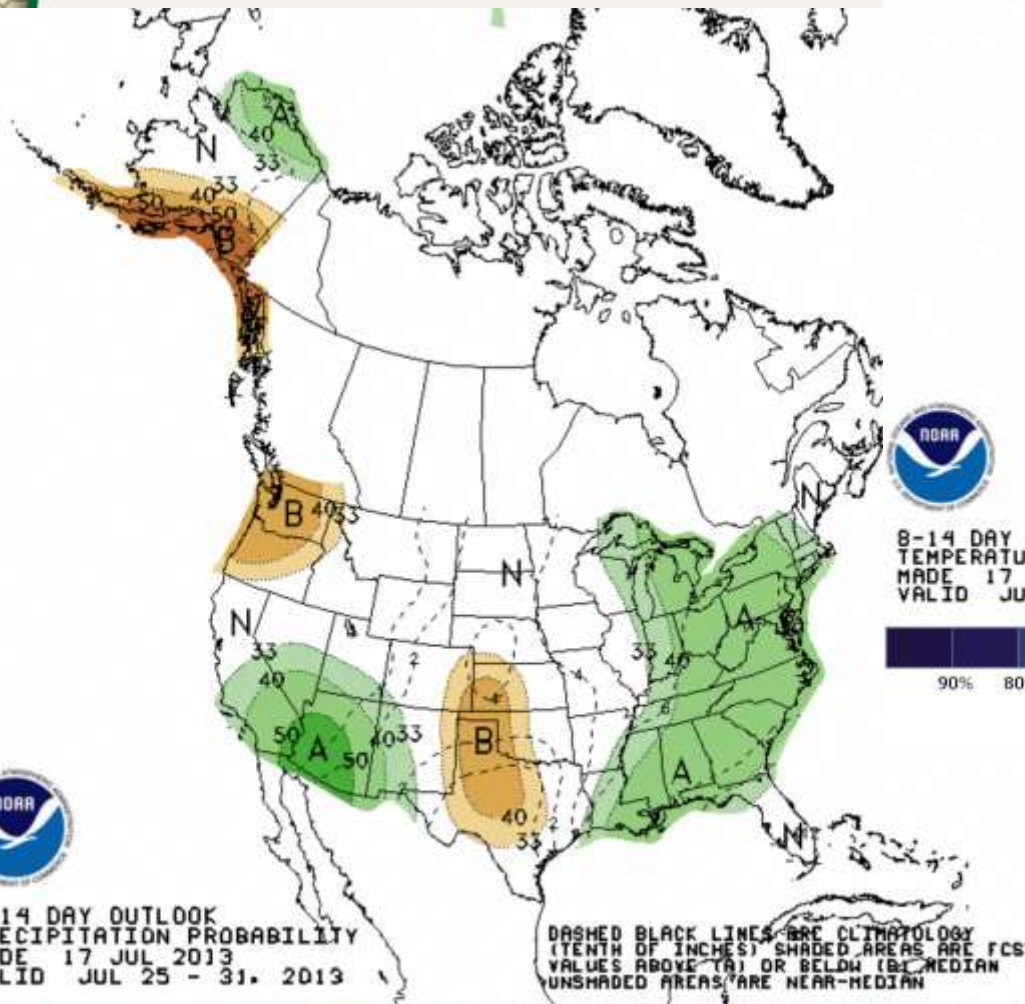 A
40
N
33
33
40
50
50
B
NOAA
B
40
33
N
N
8-14 DAY
TEMPERATU
MADE 17
VALID JU
N
A
33
2
33
40
40
4
4
90% 80
6
50
A
50
40
33
B
A
2
40
2
33
N
NOAA
14 DAY OUTLOOK
ECIPITATION PROBABILITY
DE 17 JUL 2013
LID JUL 25 - 31, 2013
DASHED BLACK LINES ARE CLIMATOLOGY
(TENTH OF INCHES) SHADED AREAS ARE FCS
VALUES ABOVE (A) OR BELOW (B) MEDIAN
UNSHADED AREAS ARE NEAR-MEDIAN